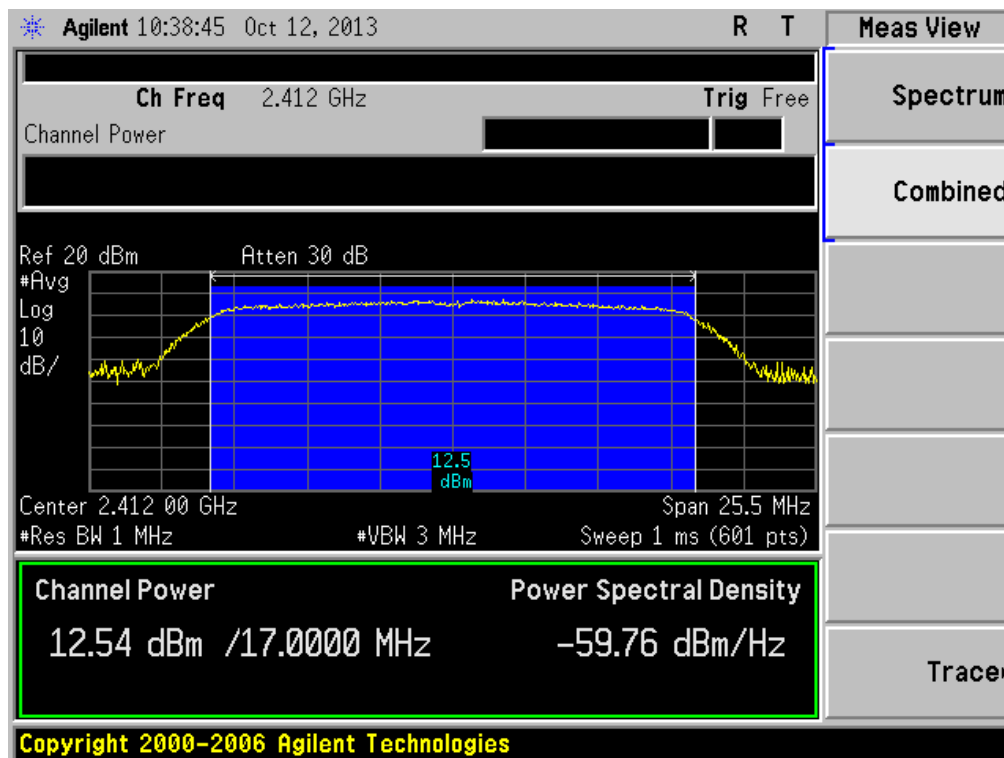 Agilent 10:38:45 Oct 12, 2013 R T
Meas View
Ch Freq 2.412 GHz Trig Free
Channel Power
Spectrum
Combined
Ref 20 dBm Atten 30 dB
#Avg
Log
10
dB/
12.5
dBm
Center 2.412 00 GHz Span 25.5 MHz
#Res BW 1 MHz #VBW 3 MHz Sweep 1 ms (601 pts)
Channel Power Power Spectral Density
12.54 dBm /17.0000 MHz -59.76 dBm/Hz
Trace
Copyright 2000-2006 Agilent Technologies